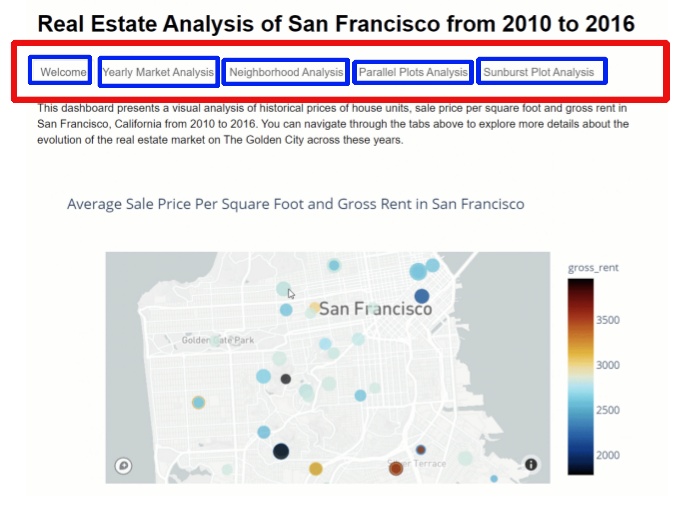 Real Estate Analysis of San Francisco from 2010 to 2016
Welcome Yearly Market Analysis Neighborhood Analysis Parallel Plots Analysis Sunburst Plot Analysis
This dashboard presents a visual analysis of historical prices of house units, sale price per square foot and gross rent in
San Francisco, California from 2010 to 2016. You can navigate through the tabs above to explore more details about the
evolution of the real estate market on The Golden City across these years.
Average Sale Price Per Square Foot and Gross Rent in San Francisco
gross_rent
San Francisco
3500
Golden Gate Park
3000
2500
2000
Terrace